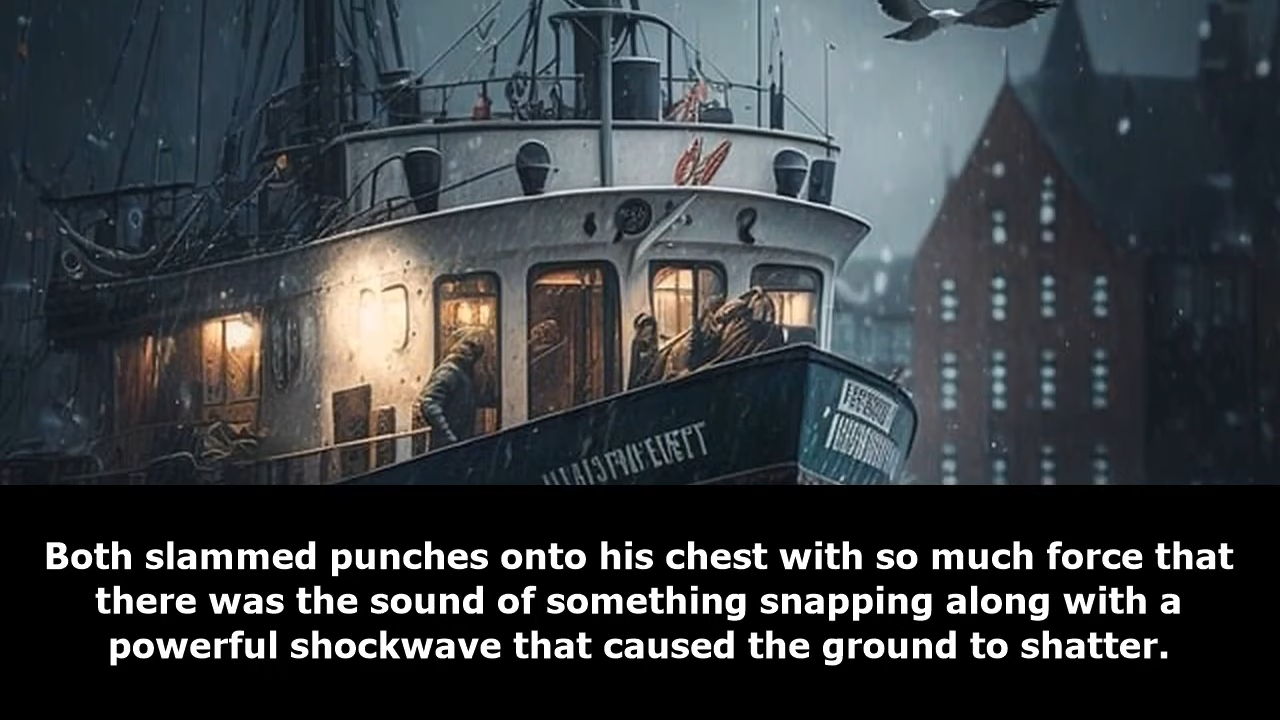 Both slammed punches onto his chest with so much force that
there was the sound of something snapping along with a
powerful shockwave that caused the ground to shatter.